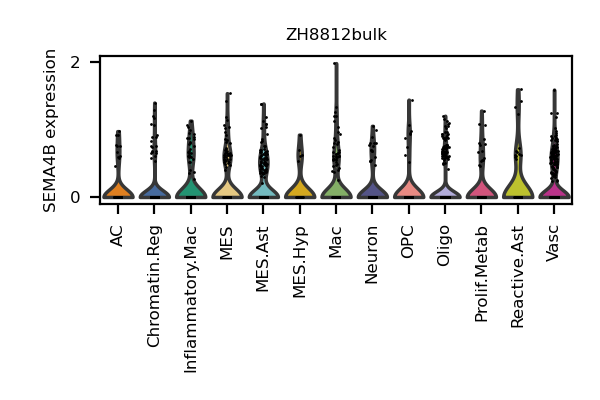 ZH8812bulk
SEMA4B expression
2
0
AC
Chromatin.Reg
Inflammatory.Mac
MES
MES.Ast
MES.Hyp
Mac
Neuron
OPC
Oligo
Prolif.Metab
Reactive.Ast
Vasc